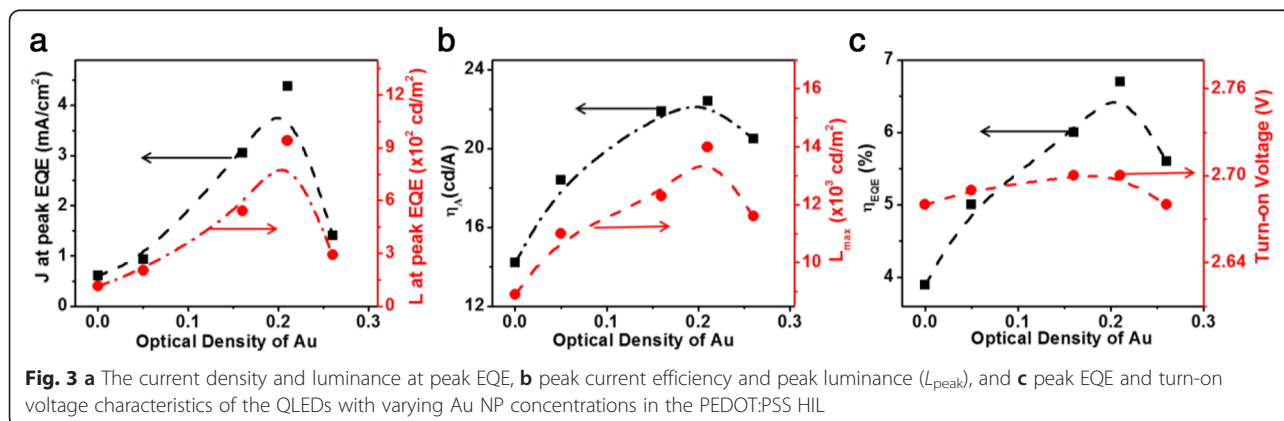 a
b
c
J at peak EQE (mA/cm²)
4
3
2
1
0
0.0 0.1 0.2 0.3
Optical Density of Au
12
9
6
3
0
L at peak EQE (x10² cd/m²)
η_A(cd/A)
24
20
16
12
0.0 0.1 0.2 0.3
Optical Density of Au
16
14
12
10
L_max (x10³ cd/m²)
η_EQE (%)
7
6
5
4
0.0 0.1 0.2 0.3
Optical Density of Au
2.76
2.70
2.64
Turn-on Voltage (V)
Fig. 3 a The current density and luminance at peak EQE, b peak current efficiency and peak luminance (L_peak), and c peak EQE and turn-on
voltage characteristics of the QLEDs with varying Au NP concentrations in the PEDOT:PSS HIL